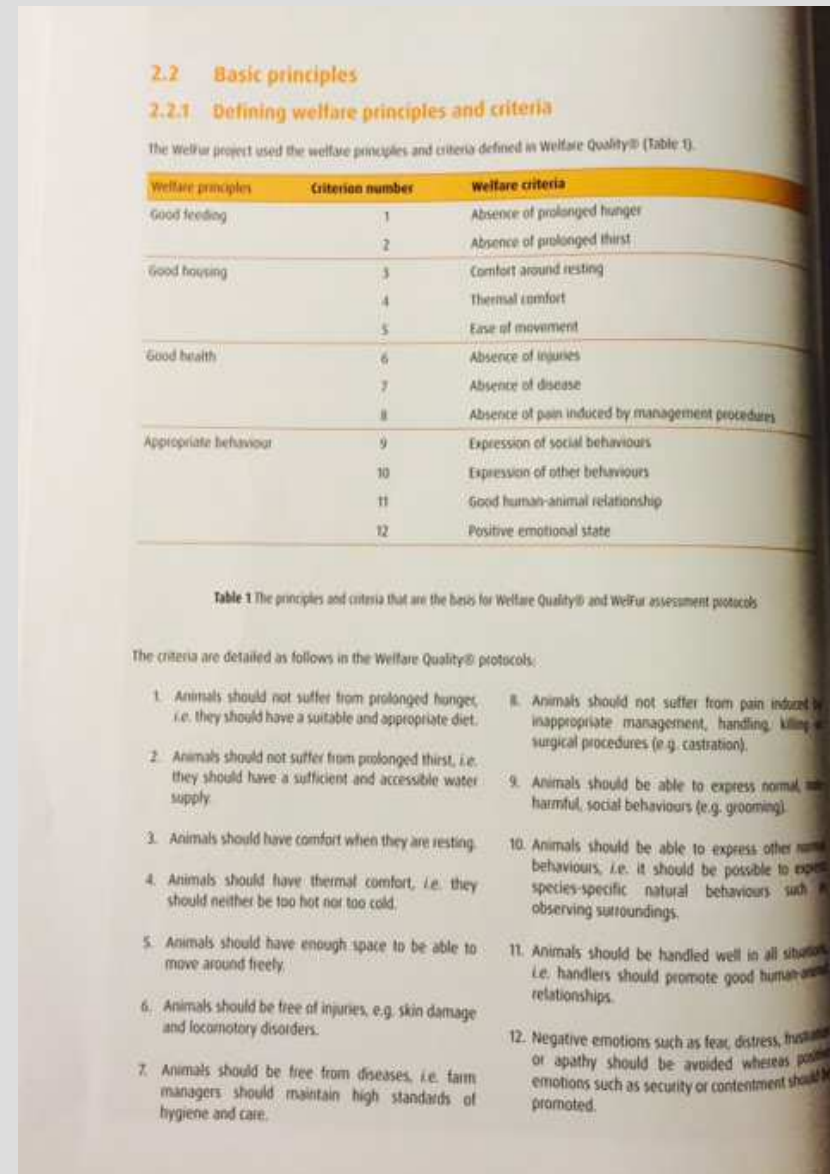 2.2 Basic principles
2.2.1 Defining welfare principles and criteria
The WelFur project used the welfare principles and criteria defined in Welfare Quality® (Table 1).
Welfare principles Criterion number Welfare criteria
Good feeding 1 Absence of prolonged hunger
2 Absence of prolonged thirst
Good housing 3 Comfort around resting
4 Thermal comfort
5 Ease of movement
Good health 6 Absence of injuries
7 Absence of disease
8 Absence of pain induced by management procedures
Appropriate behaviour 9 Expression of social behaviours
10 Expression of other behaviours
11 Good human-animal relationship
12 Positive emotional state
Table 1 The principles and criteria that are the basis for Welfare Quality® and WelFur assessment protocols
The criteria are detailed as follows in the Welfare Quality® protocols:
1. Animals should not suffer from prolonged hunger,
i.e. they should have a suitable and appropriate diet.
2. Animals should not suffer from prolonged thirst, i.e.
they should have a sufficient and accessible water
supply.
3. Animals should have comfort when they are resting.
4. Animals should have thermal comfort, i.e. they
should neither be too hot nor too cold.
5. Animals should have enough space to be able to
move around freely.
6. Animals should be free of injuries, e.g. skin damage
and locomotory disorders.
7. Animals should be free from diseases, i.e. farm
managers should maintain high standards of
hygiene and care.
8. Animals should not suffer from pain induced by
inappropriate management, handling, killing
surgical procedures (e.g. castration).
9. Animals should be able to express normal,
harmful, social behaviours (e.g. grooming).
10. Animals should be able to express other normal
behaviours, i.e. it should be possible to express
species-specific natural behaviours such
observing surroundings.
11. Animals should be handled well in all situations,
i.e. handlers should promote good human-animal
relationships.
12. Negative emotions such as fear, distress, frustration
or apathy should be avoided whereas positive
emotions such as security or contentment should be
promoted.